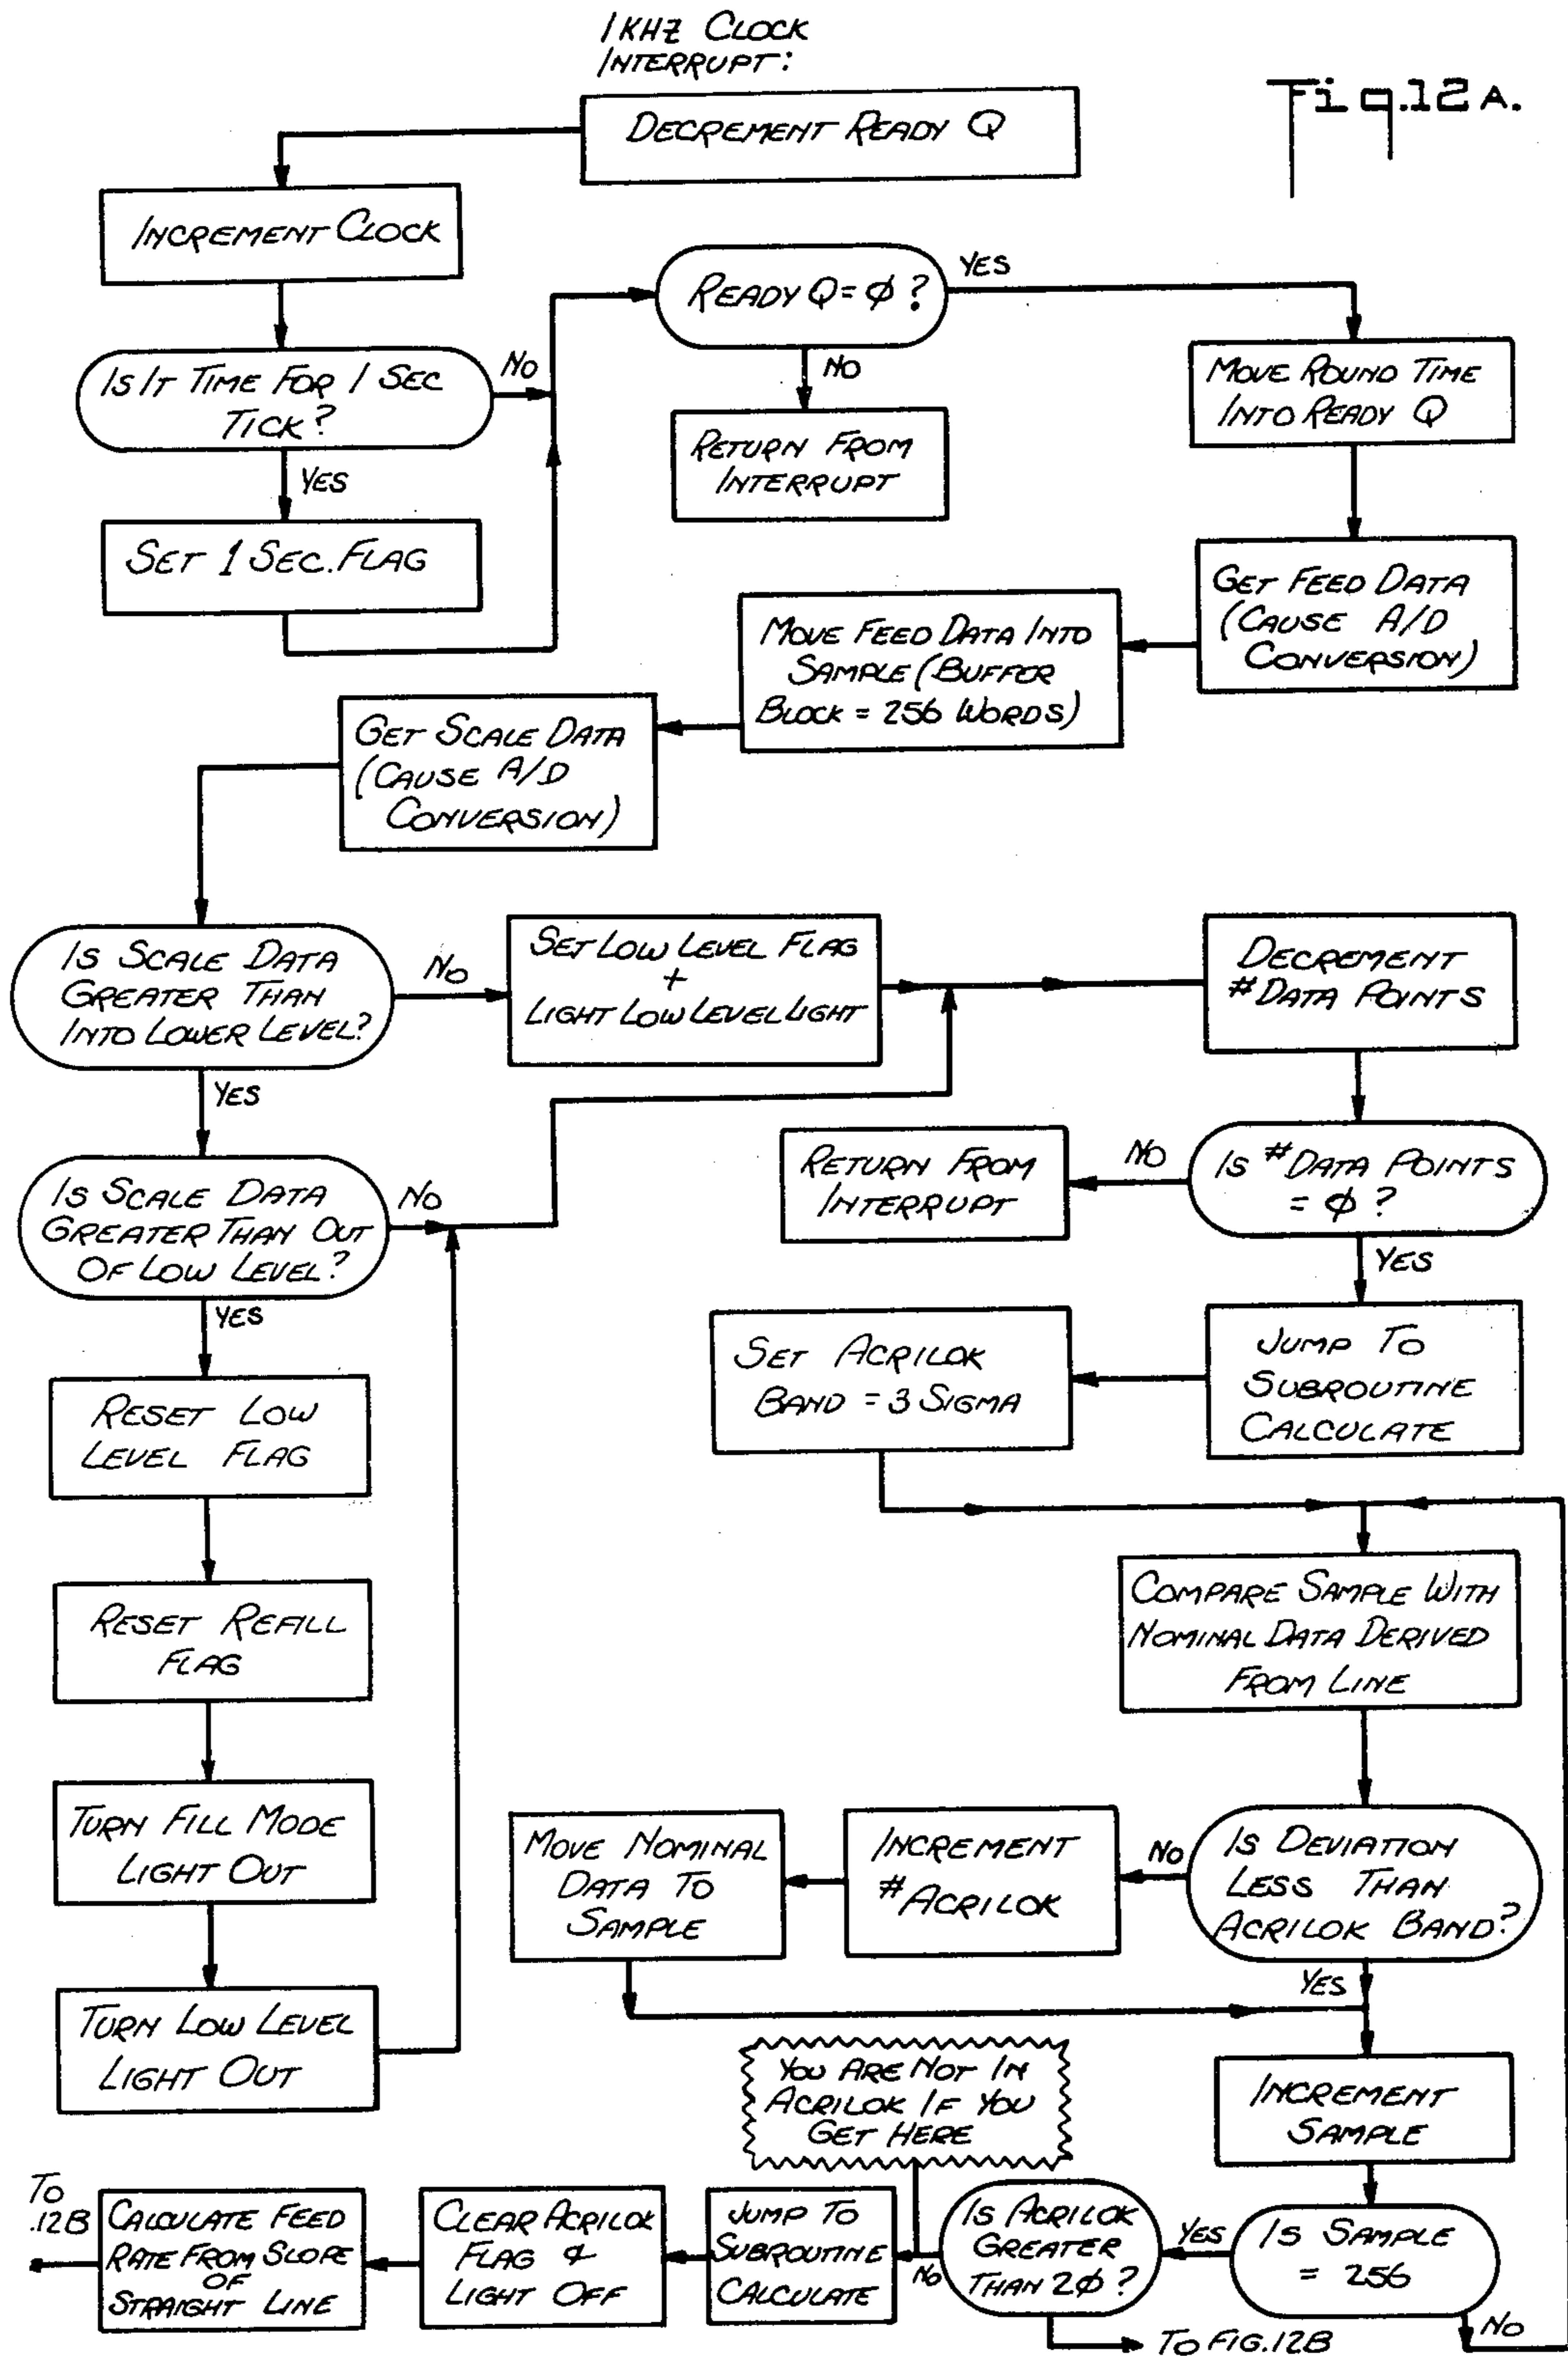 1 KHZ CLOCK
INTERRUPT:
Fig.12A.
DECREMENT READY Q
INCREMENT CLOCK
READY Q = ϕ ?
YES
NO
IS IT TIME FOR 1 SEC
TICK?
NO
YES
MOVE ROUND TIME
INTO READY Q
RETURN FROM
INTERRUPT
SET 1 SEC. FLAG
GET FEED DATA
(CAUSE A/D
CONVERSION)
MOVE FEED DATA INTO
SAMPLE (BUFFER
BLOCK = 256 WORDS)
GET SCALE DATA
(CAUSE A/D
CONVERSION)
IS SCALE DATA
GREATER THAN
INTO LOWER LEVEL?
NO
YES
SET LOW LEVEL FLAG
+
LIGHT LOW LEVEL LIGHT
DECREMENT
#DATA POINTS
IS SCALE DATA
GREATER THAN OUT
OF LOW LEVEL?
NO
YES
RETURN FROM
INTERRUPT
NO
IS #DATA POINTS
= ϕ ?
YES
SET ACRILOK
BAND = 3 SIGMA
JUMP TO
SUBROUTINE
CALCULATE
RESET LOW
LEVEL FLAG
RESET REFILL
FLAG
COMPARE SAMPLE WITH
NOMINAL DATA DERIVED
FROM LINE
TURN FILL MODE
LIGHT OUT
MOVE NOMINAL
DATA TO
SAMPLE
INCREMENT
#ACRILOK
NO
IS DEVIATION
LESS THAN
ACRILOK BAND?
YES
TURN LOW LEVEL
LIGHT OUT
YOU ARE NOT IN
ACRILOK IF YOU
GET HERE
INCREMENT
SAMPLE
TO
.12B
CALCULATE FEED
RATE FROM SLOPE
OF
STRAIGHT LINE
CLEAR ACRILOK
FLAG &
LIGHT OFF
JUMP TO
SUBROUTINE
CALCULATE
NO
IS ACRILOK
GREATER
THAN 2ϕ ?
YES
IS SAMPLE
= 256
NO
TO FIG.12B